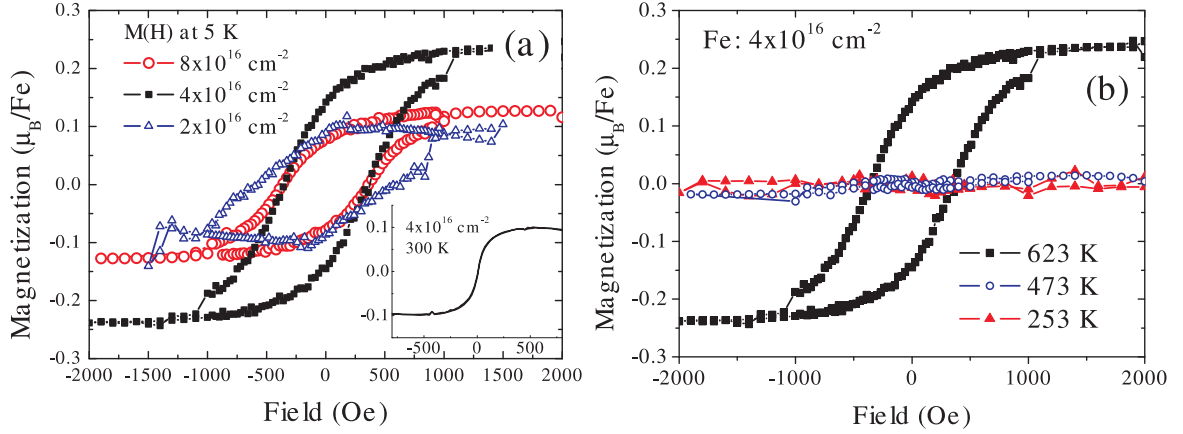 (a)
M(H) at 5 K
8x10^16 cm^-2
4x10^16 cm^-2
2x10^16 cm^-2
Magnetization (μ_B/Fe)
0.3
0.2
0.1
0.0
-0.1
-0.2
-0.3
-2000 -1500 -1000 -500 0 500 1000 1500 2000
Field (Oe)
4x10^16 cm^-2
300 K
0.1
0.0
-0.1
-500 0 500
(b)
Fe: 4x10^16 cm^-2
Magnetization (μ_B/Fe)
0.3
0.2
0.1
0.0
-0.1
-0.2
-0.3
623 K
473 K
253 K
-2000 -1000 0 1000 2000
Field (Oe)